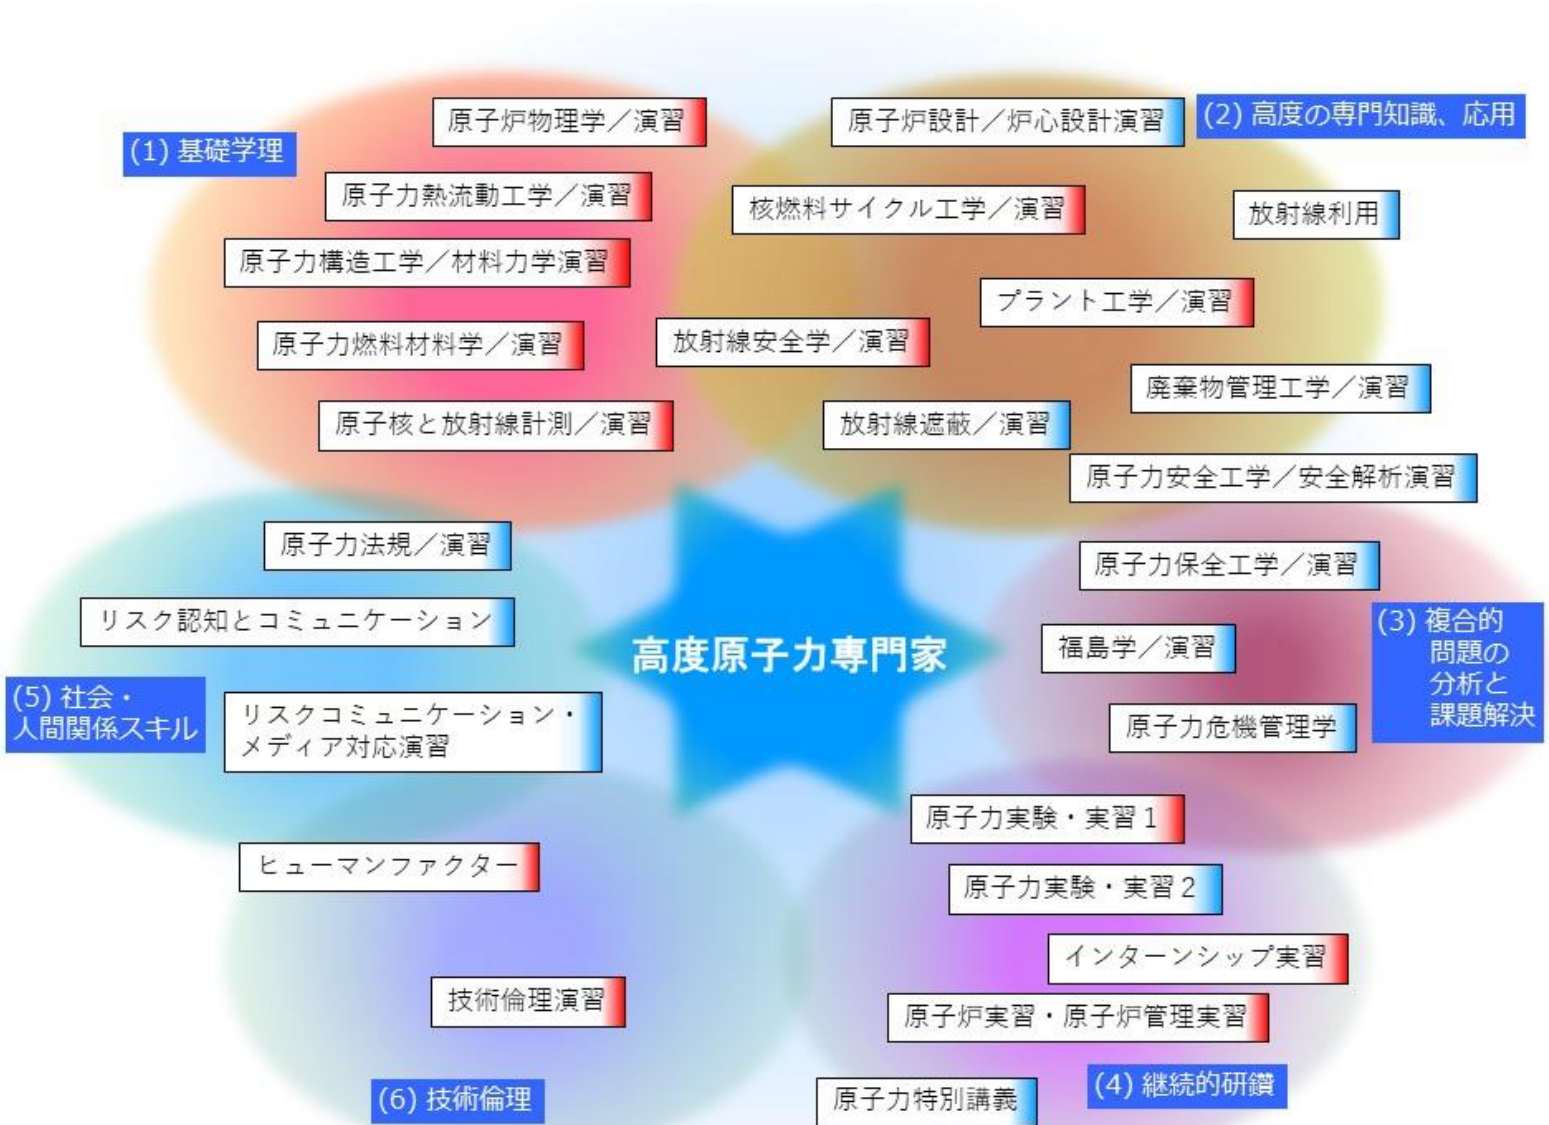 原子炉物理学／演習
原子炉設計／炉心設計演習
(2) 高度の専門知識、応用
(1) 基礎学理
原子力熱流動工学／演習
核燃料サイクル工学／演習
放射線利用
原子力構造工学／材料力学演習
プラント工学／演習
原子力燃料材料学／演習
放射線安全学／演習
廃棄物管理工学／演習
原子核と放射線計測／演習
放射線遮蔽／演習
原子力安全工学／安全解析演習
原子力法規／演習
原子力保全工学／演習
リスク認知とコミュニケーション
高度原子力専門家
福島学／演習
(3) 複合的
問題の
分析と
課題解決
(5) 社会・
人間関係スキル
リスクコミュニケーション・
メディア対応演習
原子力危機管理学
原子力実験・実習１
ヒューマンファクター
原子力実験・実習２
インターンシップ実習
技術倫理演習
原子炉実習・原子炉管理実習
(6) 技術倫理
原子力特別講義
(4) 継続的研鑽